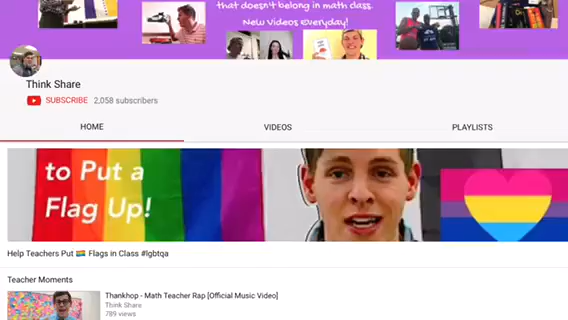 that doesn't belong in math class.
New videos everyday!
Think Share
SUBSCRIBE 2,058 subscribers
HOME VIDEOS PLAYLISTS
to Put a
Flag Up!
Help Teachers Put 🏳️‍🌈 Flags in Class #lgbtqa
Teacher Moments
Thankhop - Math Teacher Rap [Official Music Video]
Think Share
789 views